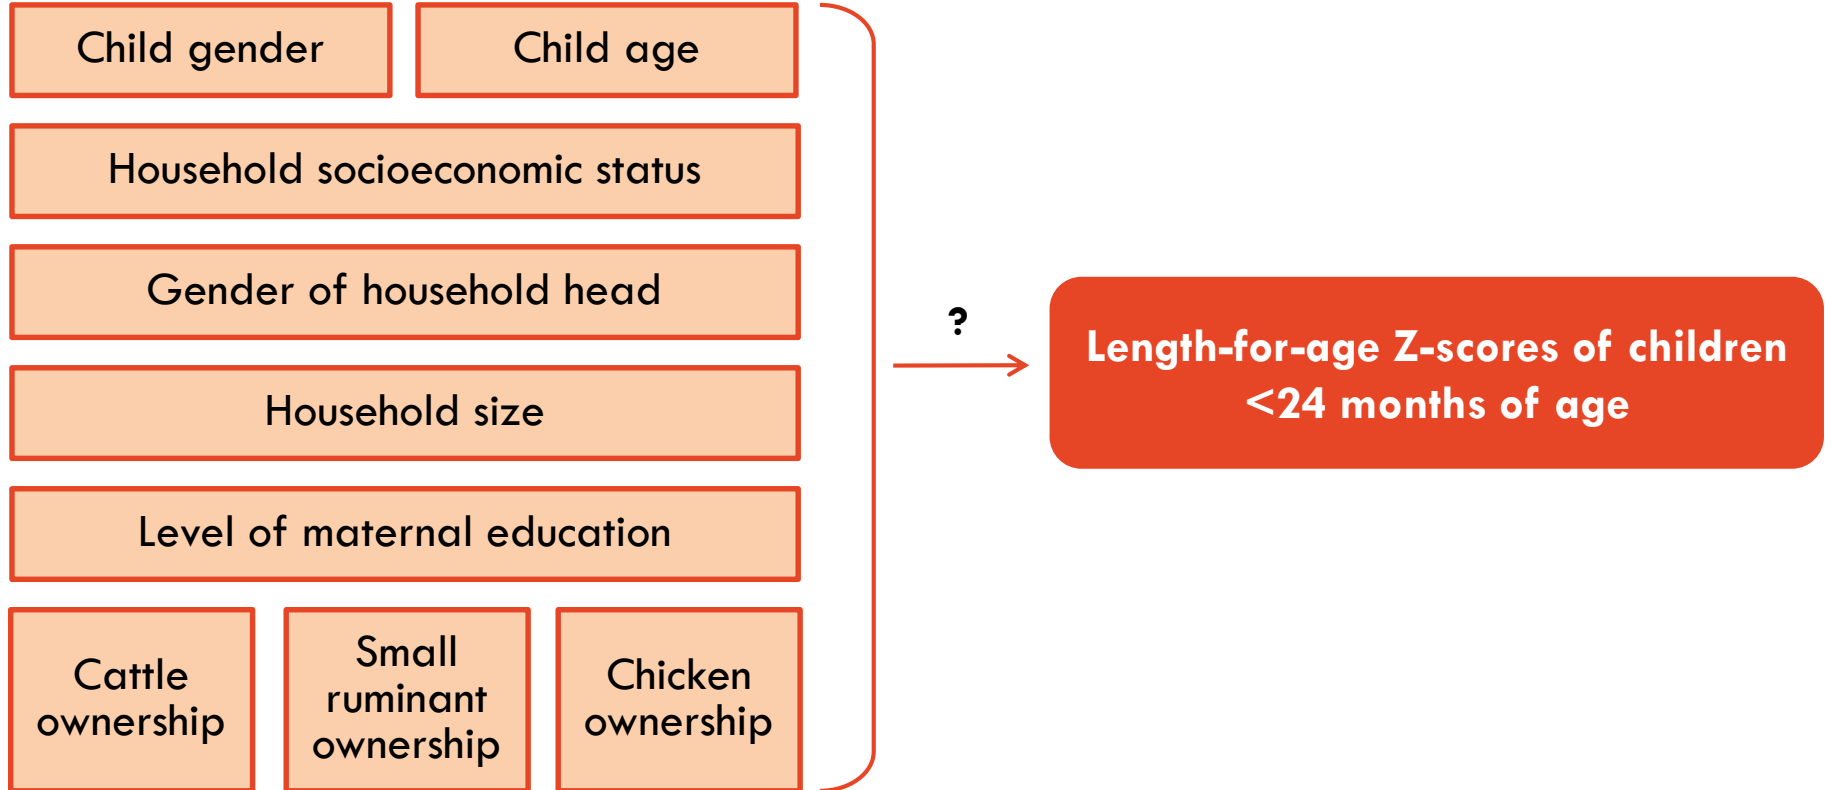 Child gender
Child age
Household socioeconomic status
Gender of household head
Household size
Level of maternal education
Cattle
ownership
Small
ruminant
ownership
Chicken
ownership
?
Length-for-age Z-scores of children
<24 months of age